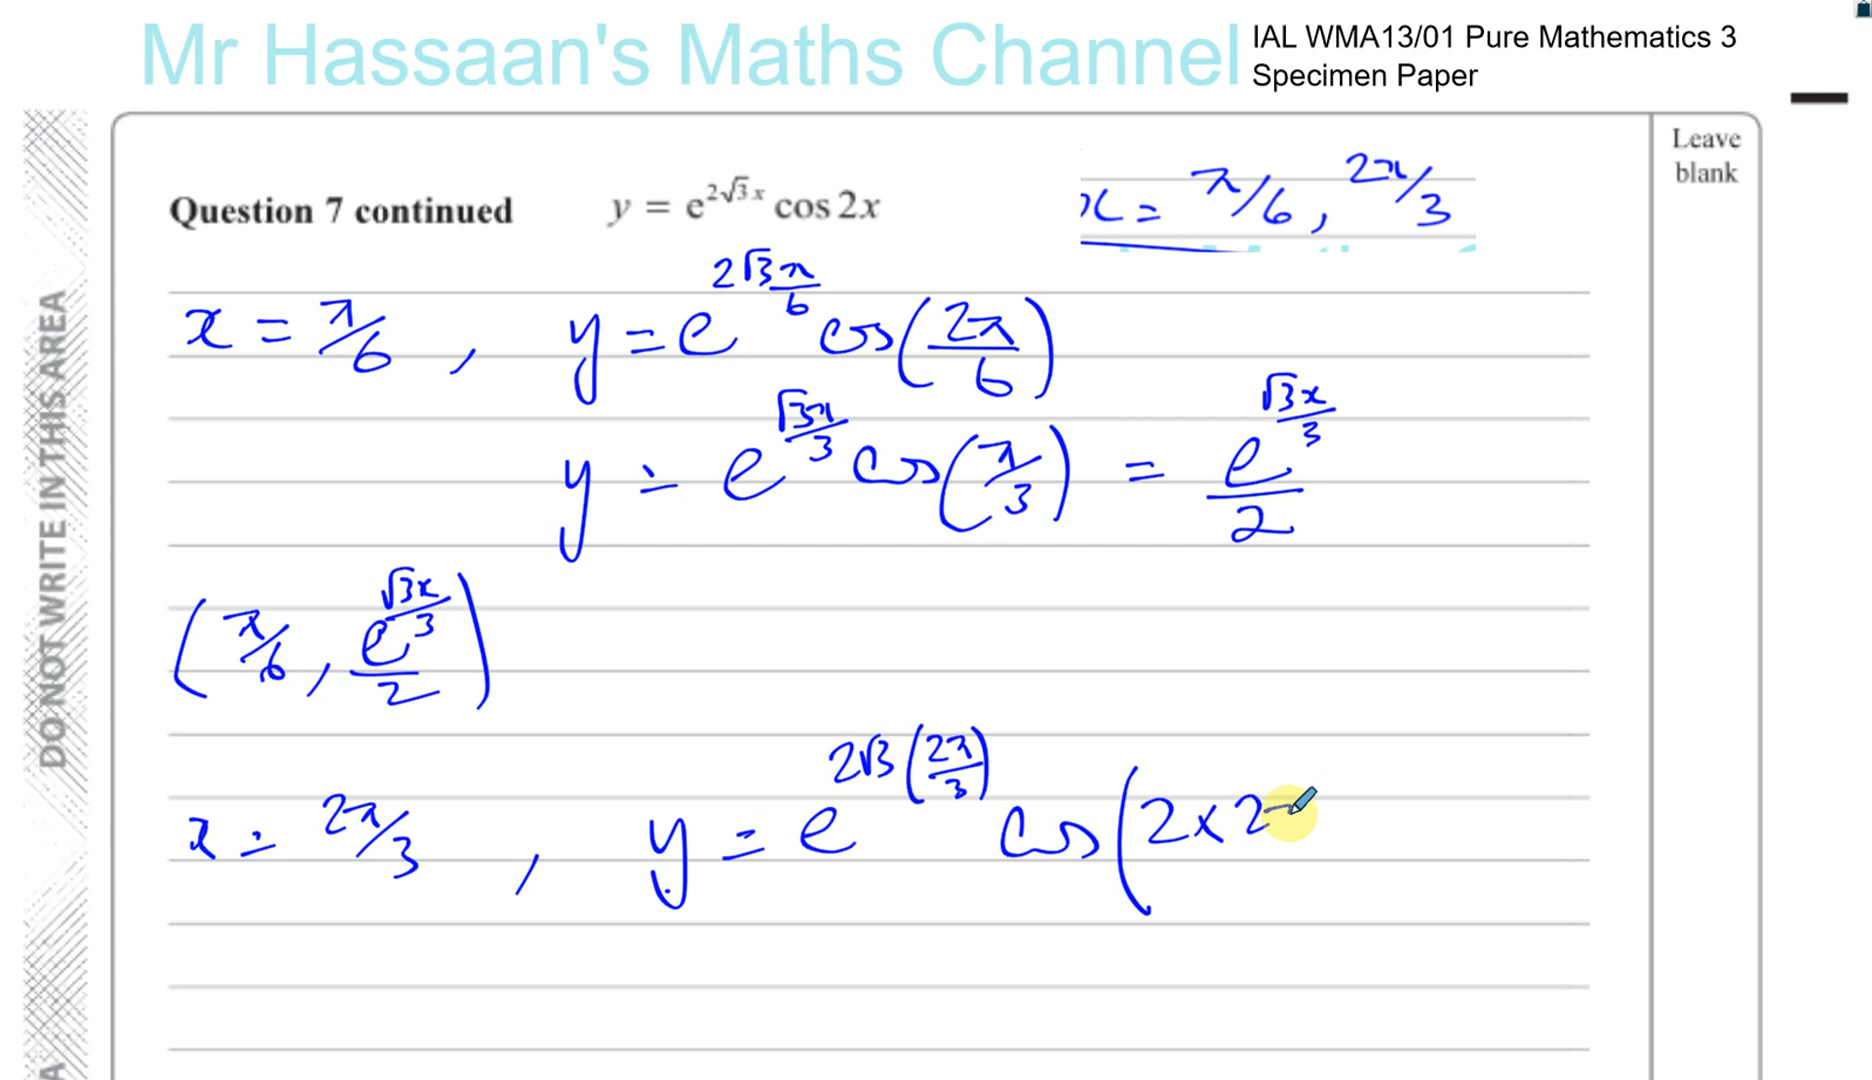 Mr Hassaan's Maths Channel
IAL WMA13/01 Pure Mathematics 3
Specimen Paper
Leave
blank
Question 7 continued y = e^{2√3x} cos 2x
x = π/6, 2π/3
x = π/6 , y = e^{2√3π/6} cos(2π/6)
y = e^{√3π/3} cos(π/3) = e^{√3π/3}/2
(π/6, e^{√3π/3}/2)
x = 2π/3 , y = e^{2√3(2π/3)} cos(2×2
DO NOT WRITE IN THIS AREA